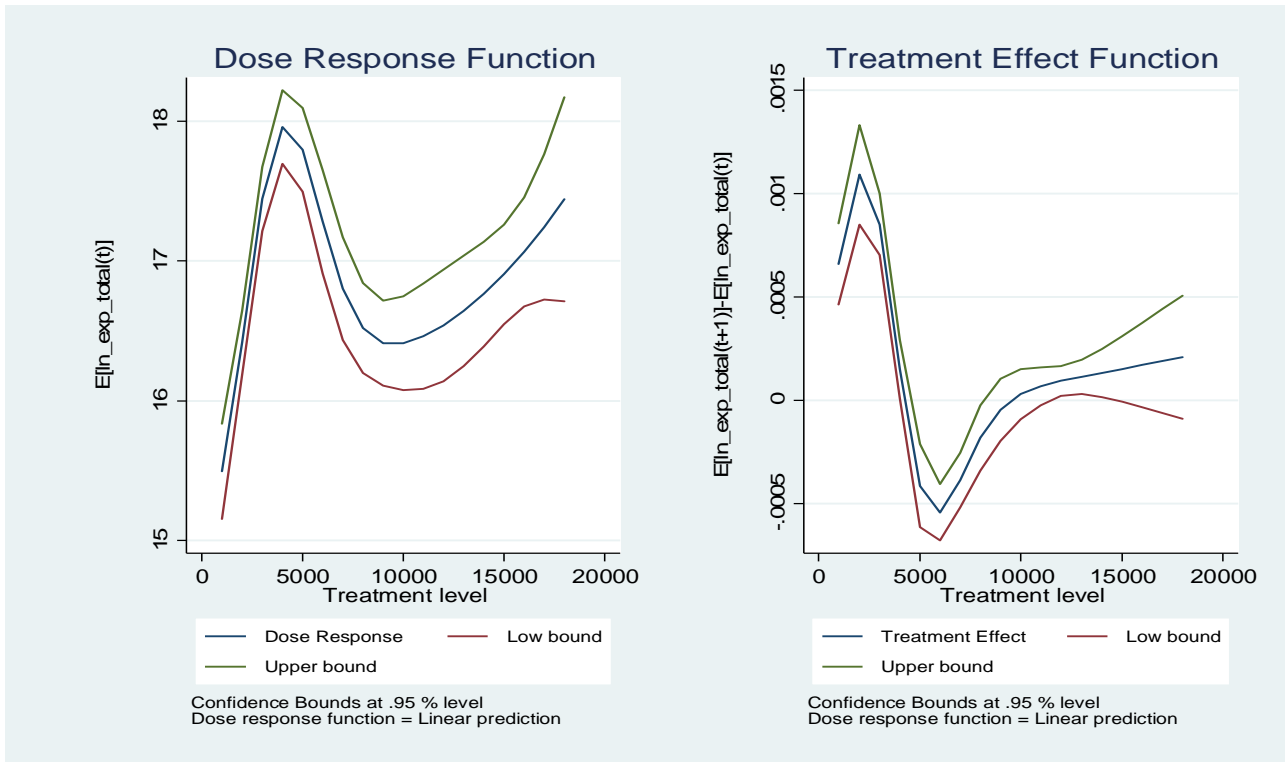 Dose Response Function
E[ln_exp_total(t)]
18
17
16
15
0 5000 10000 15000 20000
Treatment level
Dose Response Low bound
Upper bound
Confidence Bounds at .95 % level
Dose response function = Linear prediction
Treatment Effect Function
E[ln_exp_total(t+1)]-E[ln_exp_total(t)]
.0015
.001
.0005
0
-.0005
0 5000 10000 15000 20000
Treatment level
Treatment Effect Low bound
Upper bound
Confidence Bounds at .95 % level
Dose response function = Linear prediction